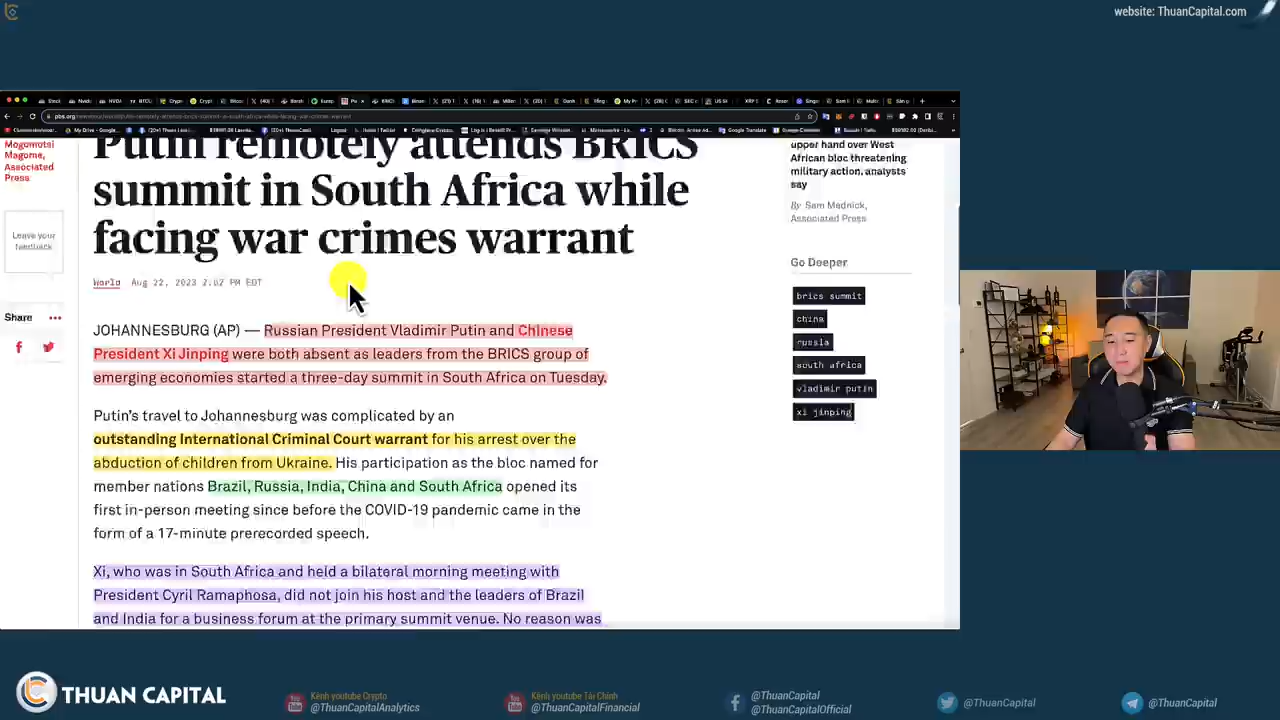 website: ThuanCapital.com
Putin remotely attends BRICS
summit in South Africa while
facing war crimes warrant
World Aug 22, 2023 2:02 PM EDT
JOHANNESBURG (AP) — Russian President Vladimir Putin and Chinese
President Xi Jinping were both absent as leaders from the BRICS group of
emerging economies started a three-day summit in South Africa on Tuesday.
Putin's travel to Johannesburg was complicated by an
outstanding International Criminal Court warrant for his arrest over the
abduction of children from Ukraine. His participation as the bloc named for
member nations Brazil, Russia, India, China and South Africa opened its
first in-person meeting since before the COVID-19 pandemic came in the
form of a 17-minute prerecorded speech.
Xi, who was in South Africa and held a bilateral morning meeting with
President Cyril Ramaphosa, did not join his host and the leaders of Brazil
and India for a business forum at the primary summit venue. No reason was
Mogomotsi
Magome,
Associated
Press
Leave your
feedback
Share
upper hand over West
African bloc threatening
military action, analysts
say
By Sam Mednick,
Associated Press
Go Deeper
brics summit
china
russia
south africa
vladimir putin
xi jinping
THUAN CAPITAL
Kênh youtube Crypto
@ThuanCapitalAnalytics
Kênh youtube Tài Chính
@ThuanCapitalFinancial
@ThuanCapital
@ThuanCapitalOfficial
@ThuanCapital
@ThuanCapital